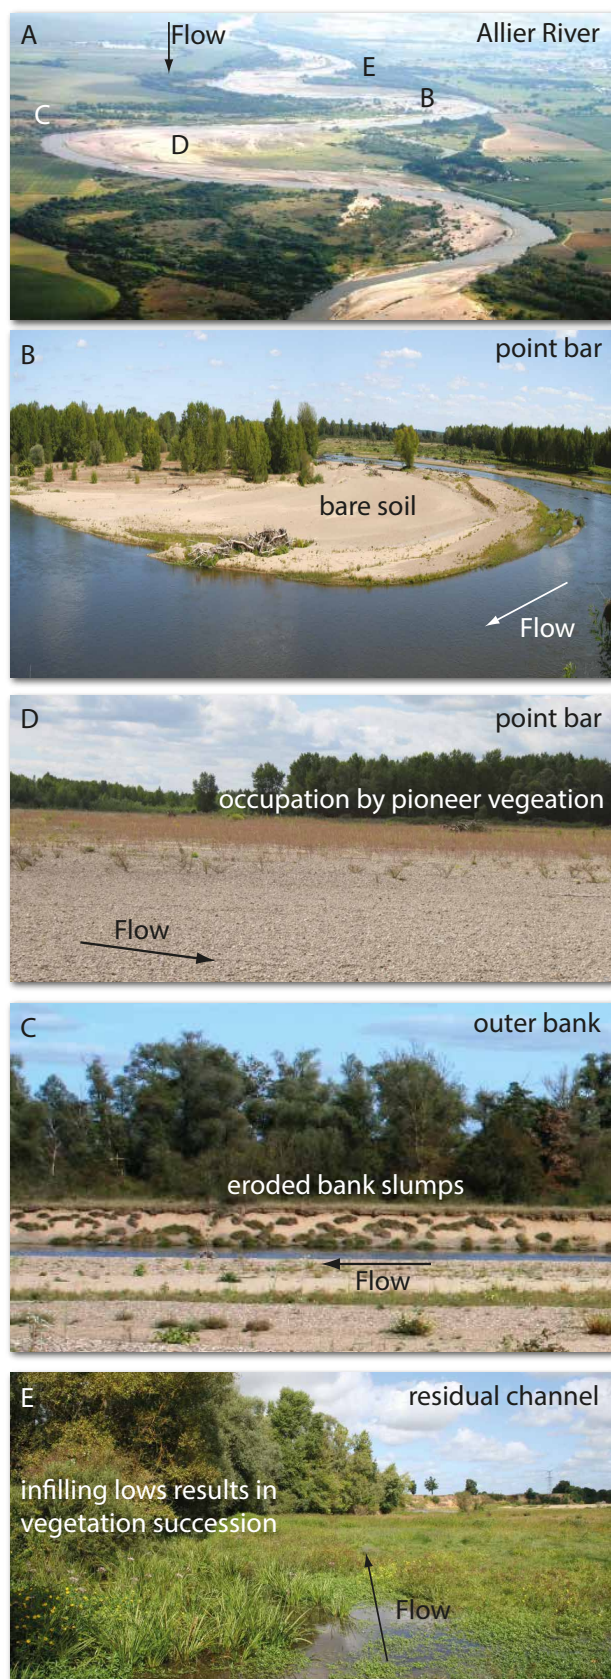 A
Flow
Allier River
E
B
C
D
B
point bar
bare soil
Flow
D
point bar
occupation by pioneer vegeation
Flow
C
outer bank
eroded bank slumps
Flow
E
residual channel
infilling lows results in
vegetation succession
Flow